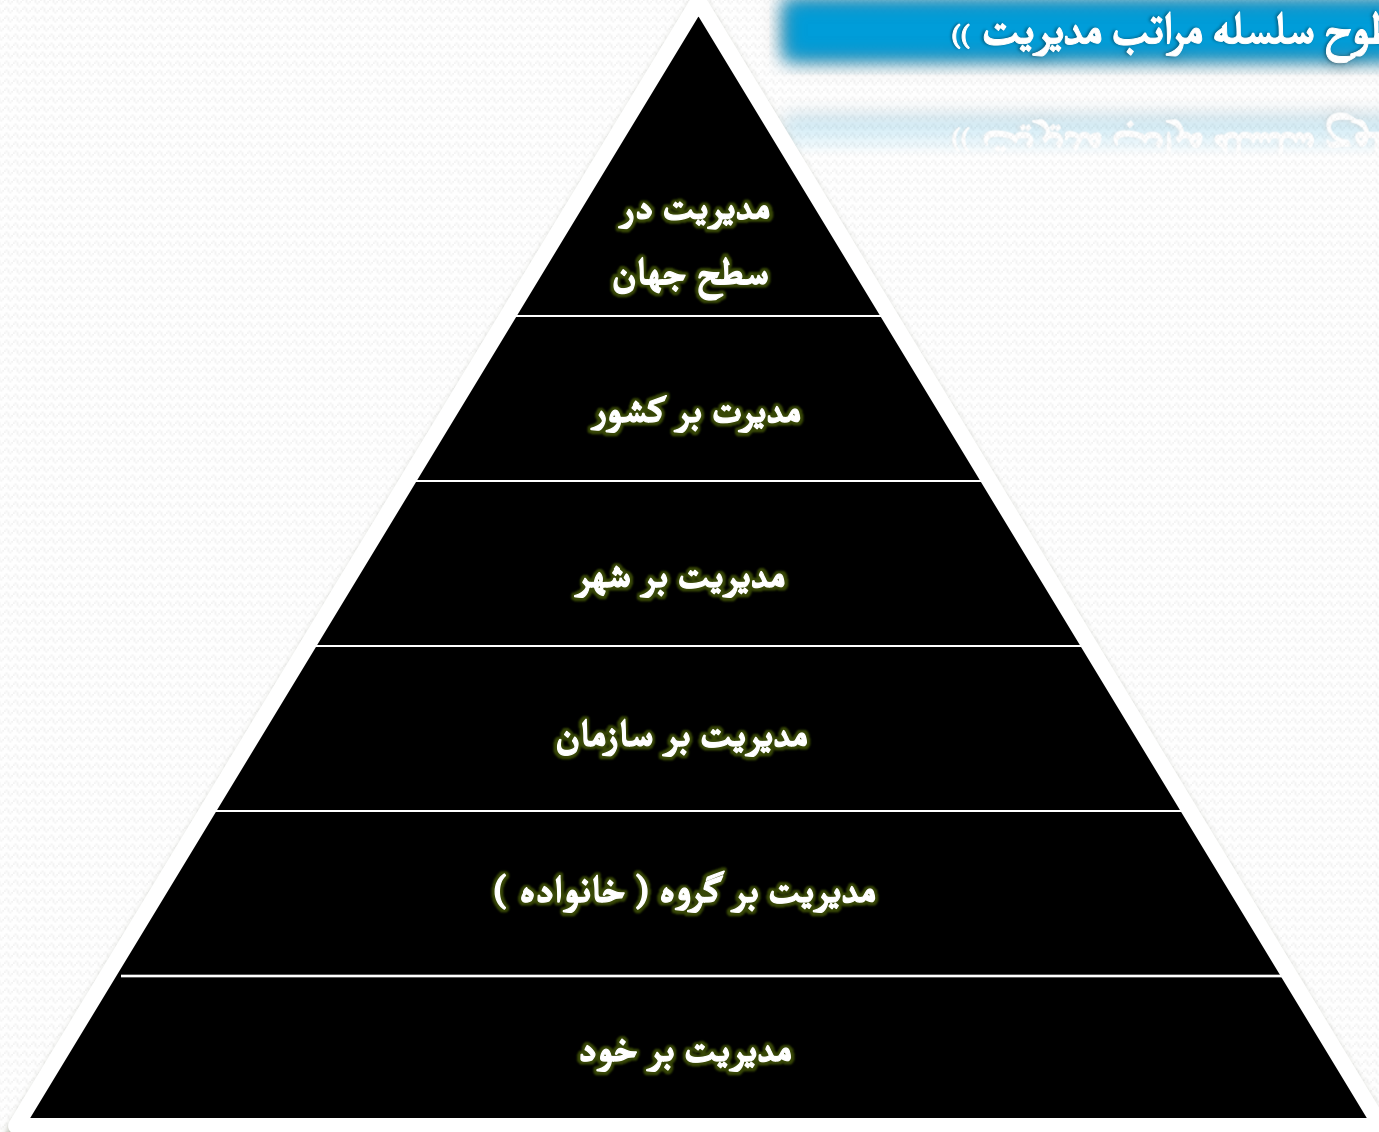 سلسله مراتب مدیریت ))
مدیریت در
سطح جهان
مدیرت بر کشور
مدیریت بر شهر
مدیریت بر سازمان
مدیریت بر گروه ( خانواده )
مدیریت بر خود